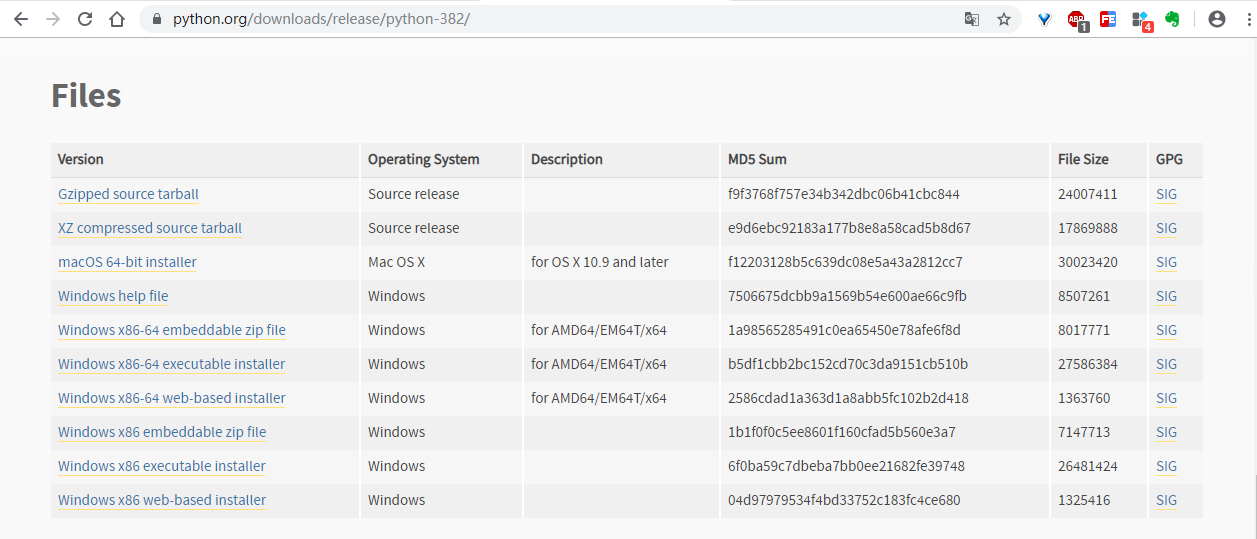 python.org/downloads/release/python-382/
ABP
1
FE
4
Files
Version Operating System Description MD5 Sum File Size GPG
Gzipped source tarball Source release f9f3768f757e34b342dbc06b41cbc844 24007411 SIG
XZ compressed source tarball Source release e9d6ebc92183a177b8e8a58cad5b8d67 17869888 SIG
macOS 64-bit installer Mac OS X for OS X 10.9 and later f12203128b5c639dc08e5a43a2812cc7 30023420 SIG
Windows help file Windows 7506675dcbb9a1569b54e600ae66c9fb 8507261 SIG
Windows x86-64 embeddable zip file Windows for AMD64/EM64T/x64 1a98565285491c0ea65450e78afe6f8d 8017771 SIG
Windows x86-64 executable installer Windows for AMD64/EM64T/x64 b5df1cbb2bc152cd70c3da9151cb510b 27586384 SIG
Windows x86-64 web-based installer Windows for AMD64/EM64T/x64 2586cdad1a363d1a8abb5fc102b2d418 1363760 SIG
Windows x86 embeddable zip file Windows 1b1f0f0c5ee8601f160cfad5b560e3a7 7147713 SIG
Windows x86 executable installer Windows 6f0ba59c7dbeba7bb0ee21682fe39748 26481424 SIG
Windows x86 web-based installer Windows 04d97979534f4bd33752c183fc4ce680 1325416 SIG